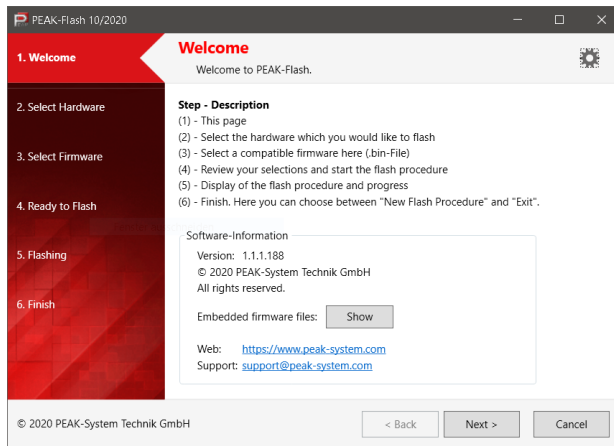 PEAK-Flash 10/2020
1. Welcome
2. Select Hardware
3. Select Firmware
4. Ready to Flash
5. Flashing
6. Finish
Welcome
Welcome to PEAK-Flash.
Step - Description
(1) - This page
(2) - Select the hardware which you would like to flash
(3) - Select a compatible firmware here (.bin-File)
(4) - Review your selections and start the flash procedure
(5) - Display of the flash procedure and progress
(6) - Finish. Here you can choose between "New Flash Procedure" and "Exit".
Software-Information
Version: 1.1.1.188
© 2020 PEAK-System Technik GmbH
All rights reserved.
Embedded firmware files: Show
Web: https://www.peak-system.com
Support: support@peak-system.com
© 2020 PEAK-System Technik GmbH
< Back Next > Cancel